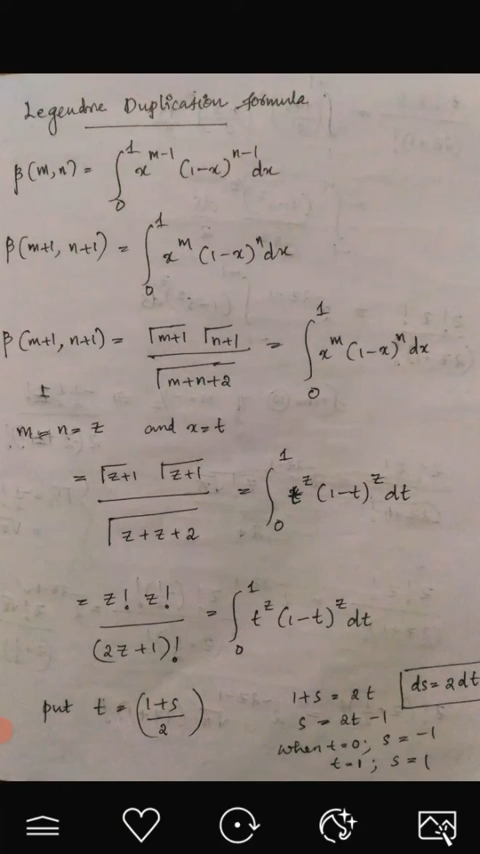 Legendre Duplication formula
β(m,n) = ∫₀¹ x^{m-1} (1-x)^{n-1} dx
β(m+1, n+1) = ∫₀¹ x^m (1-x)^n dx
β(m+1, n+1) = (Γm+1 Γn+1) / Γm+n+2 = ∫₀¹ x^m (1-x)^n dx
m = n = z and x = t
= (Γz+1 Γz+1) / Γz+z+2 = ∫₀¹ t^z (1-t)^z dt
= z! z! / (2z+1)! = ∫₀¹ t^z (1-t)^z dt
put t = ((1+s)/2)
1+s = 2t
ds = 2dt
s = 2t - 1
when t=0; s = -1
t=1; s = 1